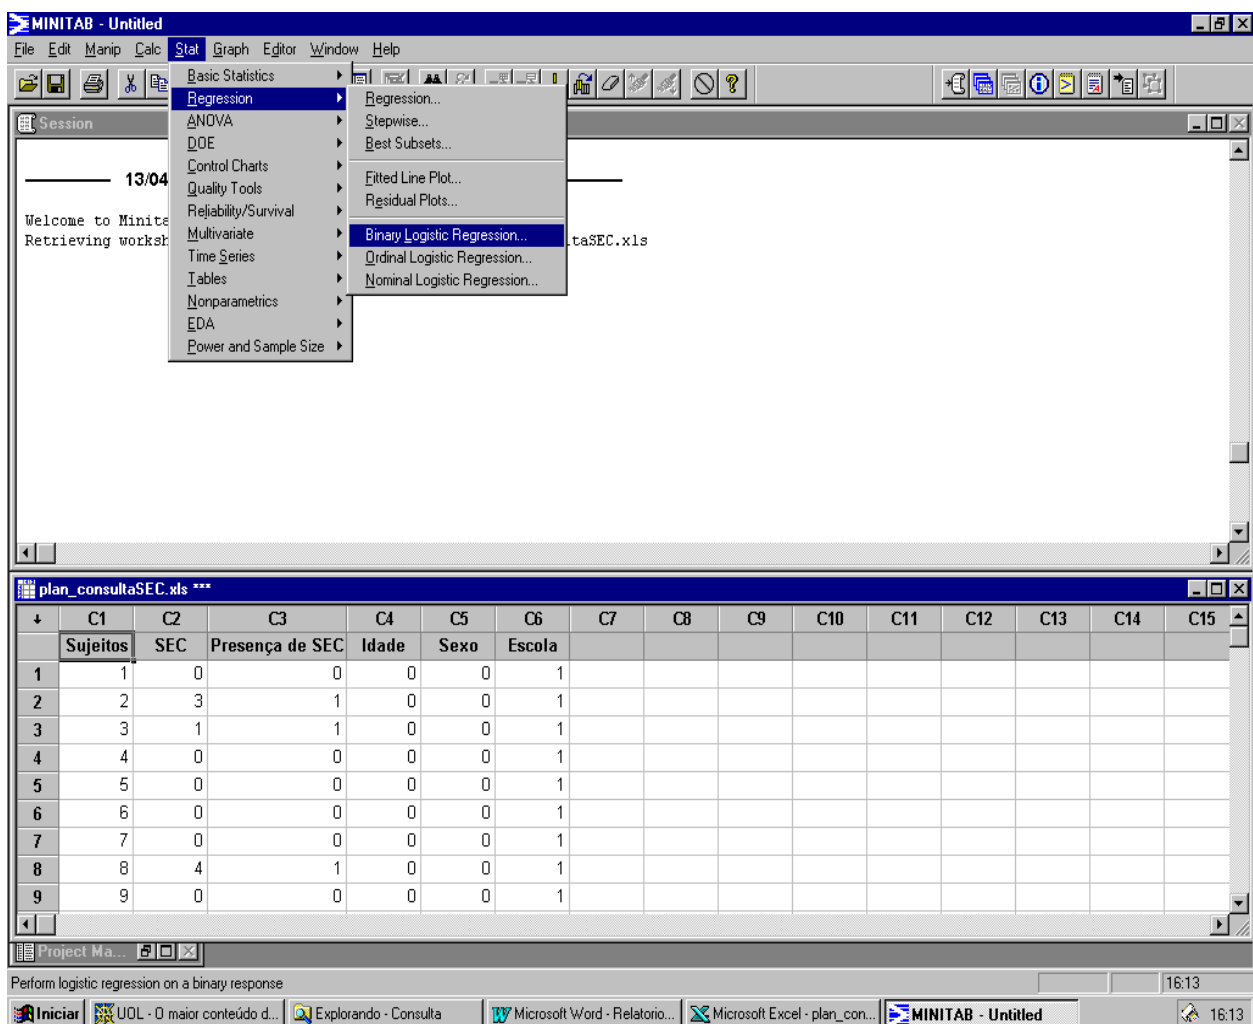 MINITAB - Untitled
File Edit Manip Calc Stat Graph Editor Window Help
Basic Statistics
Regression
ANOVA
DOE
Control Charts
Quality Tools
Reliability/Survival
Multivariate
Time Series
Tables
Nonparametrics
EDA
Power and Sample Size
Regression...
Stepwise...
Best Subsets...
Fitted Line Plot...
Residual Plots...
Binary Logistic Regression...
Ordinal Logistic Regression...
Nominal Logistic Regression...
Session
13/04
Welcome to Minita
Retrieving worksh taSEC.xls
plan_consultaSEC.xls ***
C1 C2 C3 C4 C5 C6 C7 C8 C9 C10 C11 C12 C13 C14 C15
Sujeitos SEC Presença de SEC Idade Sexo Escola
1 1 0 0 0 0 1
2 2 3 1 0 0 1
3 3 1 1 0 0 1
4 4 0 0 0 0 1
5 5 0 0 0 0 1
6 6 0 0 0 0 1
7 7 0 0 0 0 1
8 8 4 1 0 0 1
9 9 0 0 0 0 1
Project Ma...
Perform logistic regression on a binary response 16:13
Iniciar UOL - O maior conteúdo d... Explorando - Consulta Microsoft Word - Relatorio... Microsoft Excel - plan_con... MINITAB - Untitled 16:13